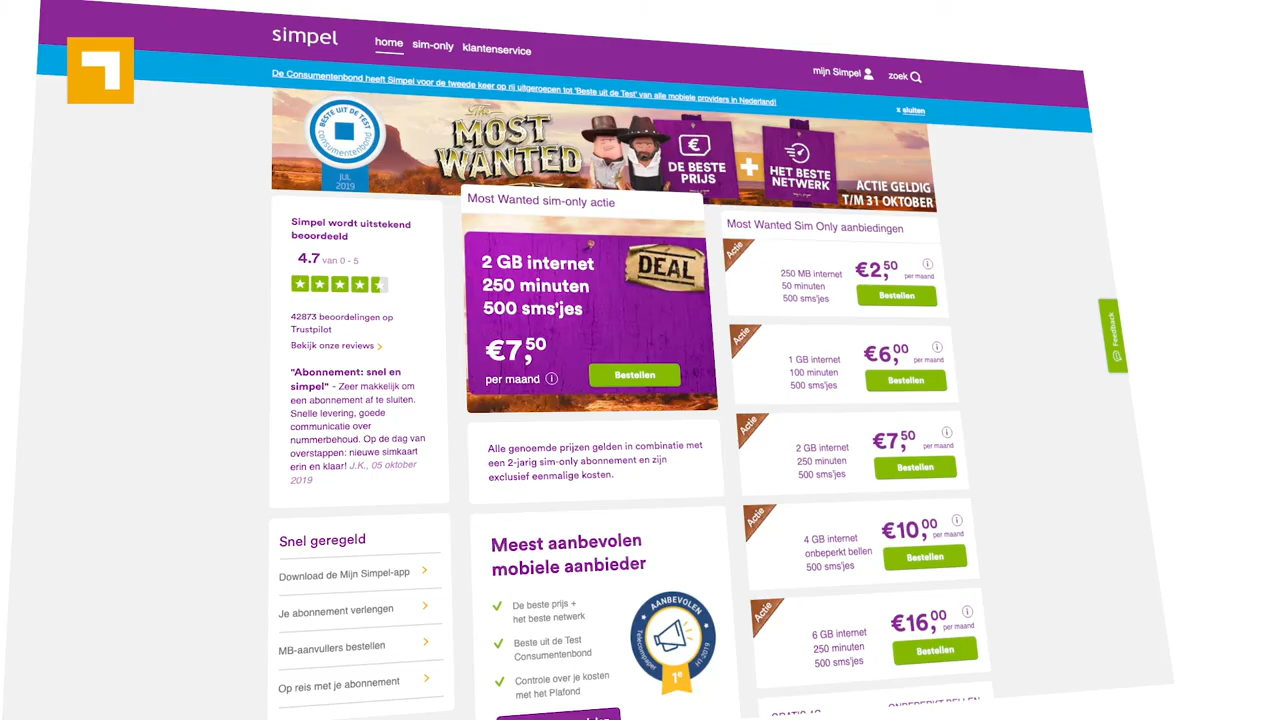 simpel
home sim-only klantenservice
mijn Simpel
zoek
De Consumentenbond heeft Simpel voor de tweede keer op rij uitgeroepen tot 'Beste uit de Test' van alle mobiele providers in Nederland!
x sluiten
BESTE UIT DE TEST
consumentenbond
JUL
2019
The
MOST
WANTED
€
DE BESTE
PRIJS
+
HET BESTE
NETWERK
ACTIE GELDIG
T/M 31 OKTOBER
Simpel wordt uitstekend
beoordeeld
4.7 van 0 - 5
42873 beoordelingen op
Trustpilot
Bekijk onze reviews
"Abonnement: snel en
simpel" - Zeer makkelijk om
een abonnement af te sluiten.
Snelle levering, goede
communicatie over
nummerbehoud. Op de dag van
overstappen: nieuwe simkaart
erin en klaar! J.K., 05 oktober
2019
Snel geregeld
Download de Mijn Simpel-app
Je abonnement verlengen
MB-aanvullers bestellen
Op reis met je abonnement
Most Wanted sim-only actie
2 GB internet
250 minuten
500 sms'jes
DEAL
€7,50
per maand
Bestellen
Alle genoemde prijzen gelden in combinatie met
een 2-jarig sim-only abonnement en zijn
exclusief eenmalige kosten.
Meest aanbevolen
mobiele aanbieder
De beste prijs +
het beste netwerk
Beste uit de Test
Consumentenbond
Controle over je kosten
met het Plafond
AANBEVOLEN
Telecompaper
H1-2019
1e
Most Wanted Sim Only aanbiedingen
Actie
250 MB internet
50 minuten
500 sms'jes
€2,50
per maand
Bestellen
Actie
1 GB internet
100 minuten
500 sms'jes
€6,00
per maand
Bestellen
Actie
2 GB internet
250 minuten
500 sms'jes
€7,50
per maand
Bestellen
Actie
4 GB internet
onbeperkt bellen
500 sms'jes
€10,00
per maand
Bestellen
Actie
6 GB internet
250 minuten
500 sms'jes
€16,00
per maand
Bestellen
GRATIS 4G
ONBEPERKT BELLEN
Feedback